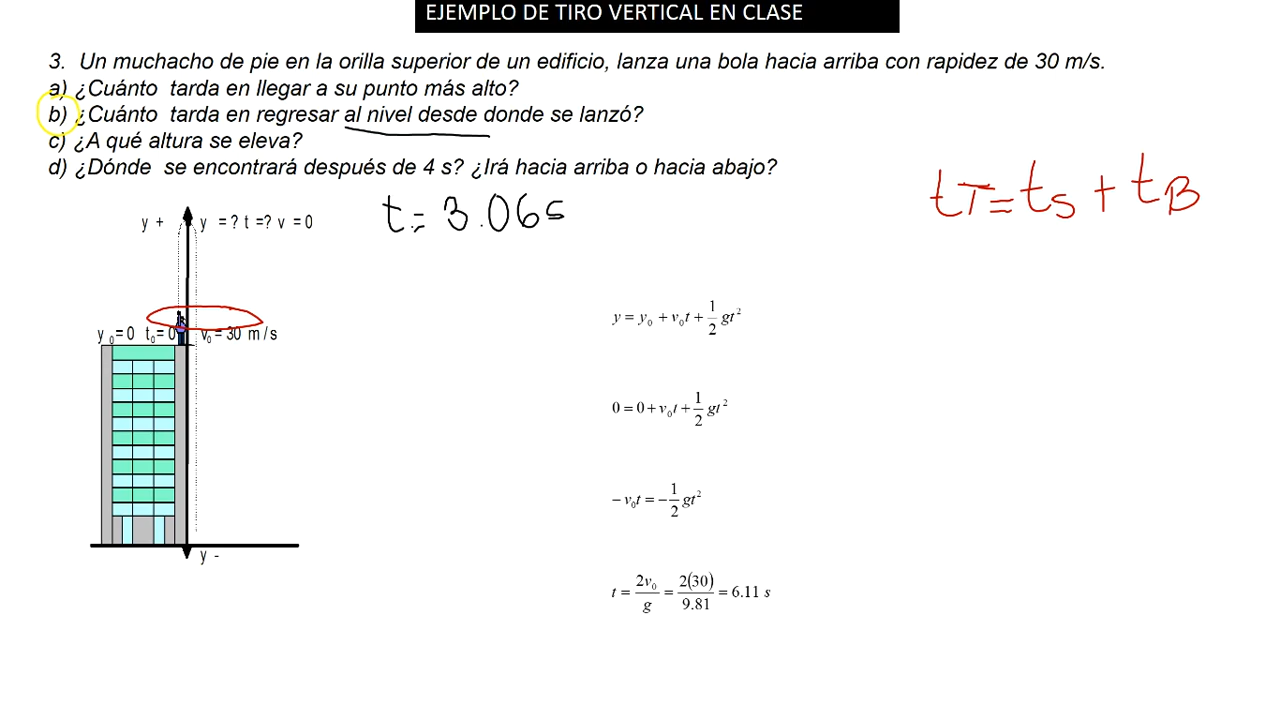 EJEMPLO DE TIRO VERTICAL EN CLASE
3. Un muchacho de pie en la orilla superior de un edificio, lanza una bola hacia arriba con rapidez de 30 m/s.
a) ¿Cuánto tarda en llegar a su punto más alto?
b) ¿Cuánto tarda en regresar al nivel desde donde se lanzó?
c) ¿A qué altura se eleva?
d) ¿Dónde se encontrará después de 4 s? ¿Irá hacia arriba o hacia abajo?
t = 3.06s
tT = tS + tB
y + y = ? t =? v = 0
y = y₀ + v₀t + 1/2 gt²
y₀ = 0 t₀ = 0 v₀ = 30 m/s
0 = 0 + v₀t + 1/2 gt²
- v₀t = - 1/2 gt²
y -
t = 2v₀/g = 2(30)/9.81 = 6.11 s